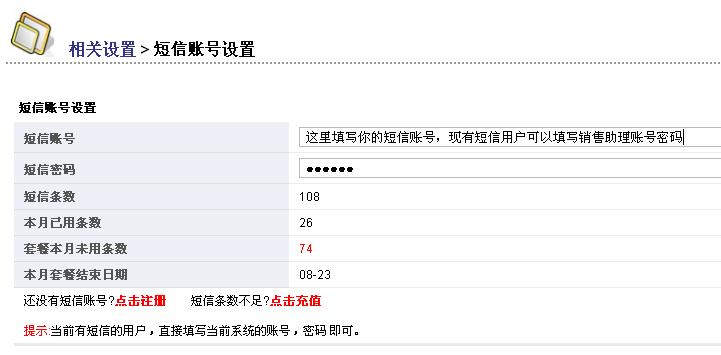 相关设置 > 短信账号设置
短信账号设置
短信账号 这里填写你的短信账号，现有短信用户可以填写销售助理账号密码
短信密码 ●●●●●●
短信条数 108
本月已用条数 26
套餐本月未用条数 74
本月套餐结束日期 08-23
还没有短信账号?点击注册 短信条数不足?点击充值
提示:当前有短信的用户，直接填写当前系统的账号，密码 即可。